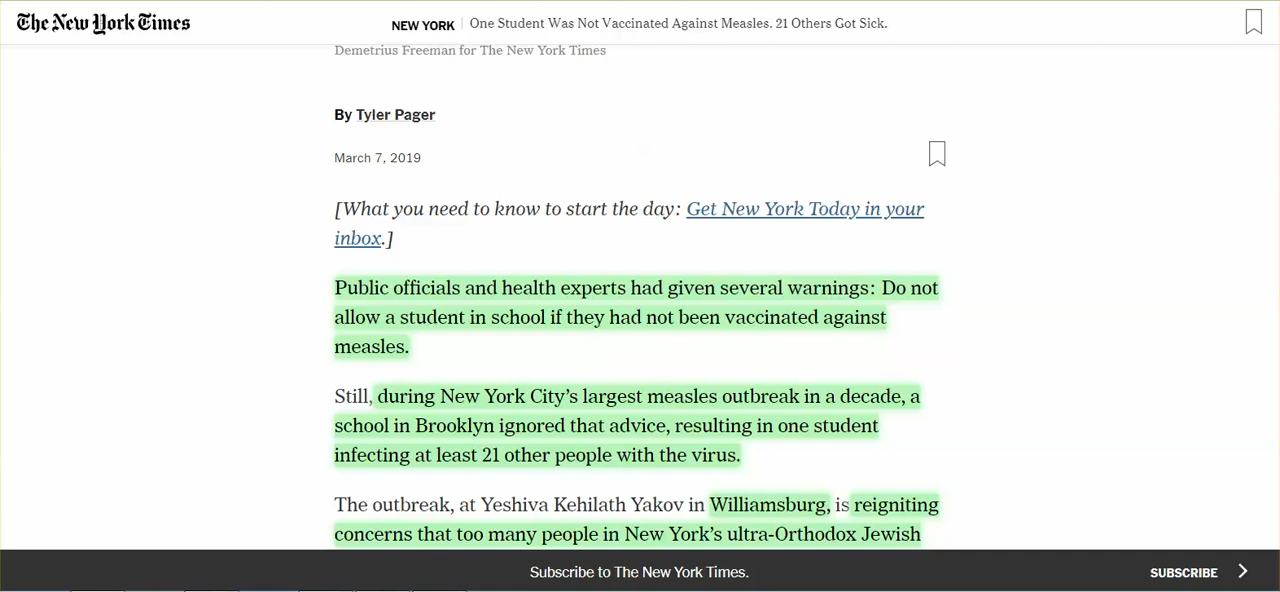 The New York Times
NEW YORK | One Student Was Not Vaccinated Against Measles. 21 Others Got Sick.
Demetrius Freeman for The New York Times
By Tyler Pager
March 7, 2019
[What you need to know to start the day: Get New York Today in your
inbox.]
Public officials and health experts had given several warnings: Do not
allow a student in school if they had not been vaccinated against
measles.
Still, during New York City’s largest measles outbreak in a decade, a
school in Brooklyn ignored that advice, resulting in one student
infecting at least 21 other people with the virus.
The outbreak, at Yeshiva Kehilath Yakov in Williamsburg, is reigniting
concerns that too many people in New York’s ultra-Orthodox Jewish
Subscribe to The New York Times.
SUBSCRIBE